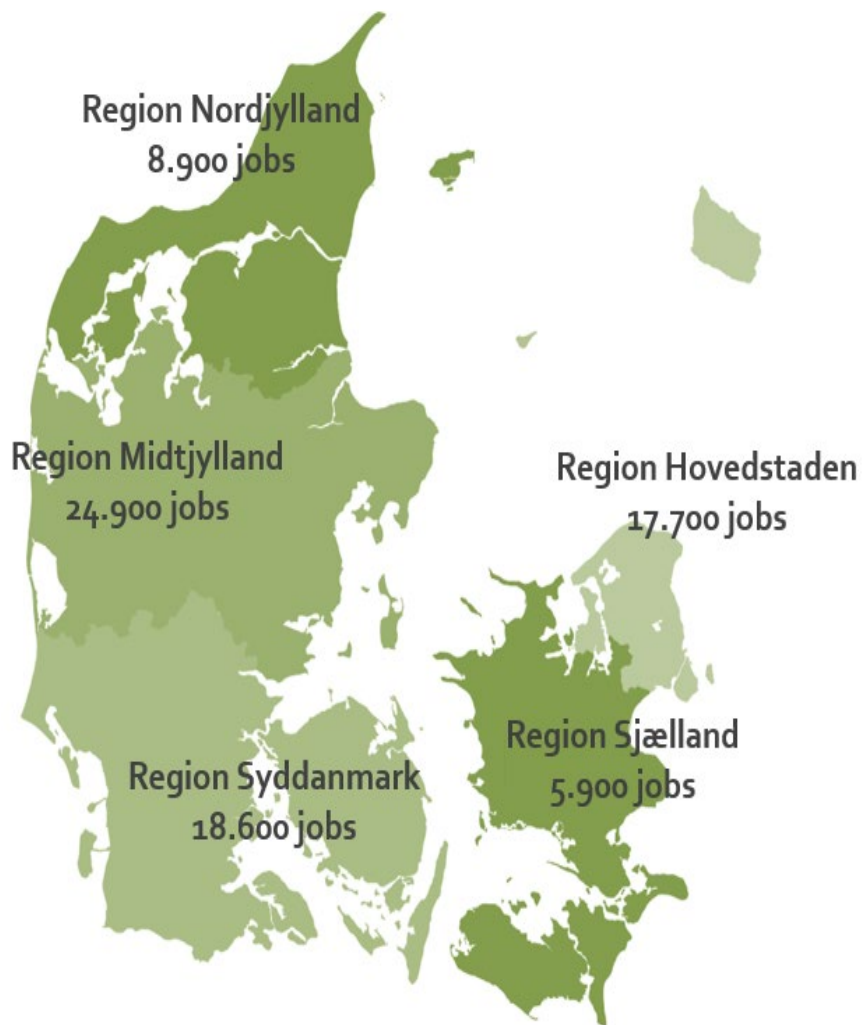 Region Nordjylland
8.900 jobs
Region Midtjylland
24.900 jobs
Region Hovedstaden
17.700 jobs
Region Sjælland
5.900 jobs
Region Syddanmark
18.600 jobs